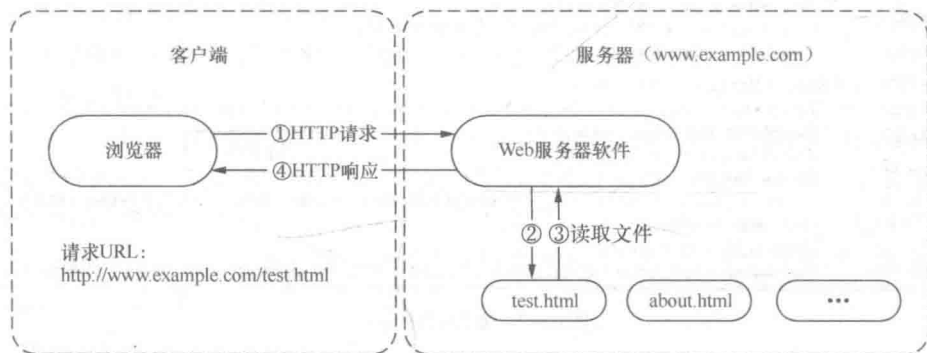 客户端
服务器（www.example.com）
浏览器
①HTTP请求
④HTTP响应
Web服务器软件
② ③读取文件
请求URL：
http://www.example.com/test.html
test.html
about.html
•••